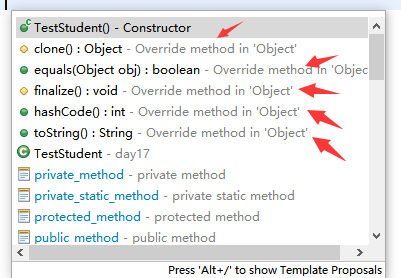 TestStudent() - Constructor
clone() : Object - Override method in 'Object'
equals(Object obj) : boolean - Override method in 'Objec
finalize() : void - Override method in 'Object'
hashCode() : int - Override method in 'Object'
toString() : String - Override method in 'Object'
TestStudent - day17
private_method - private method
private_static_method - private static method
protected_method - protected method
public method - public method
Press 'Alt+/' to show Template Proposals